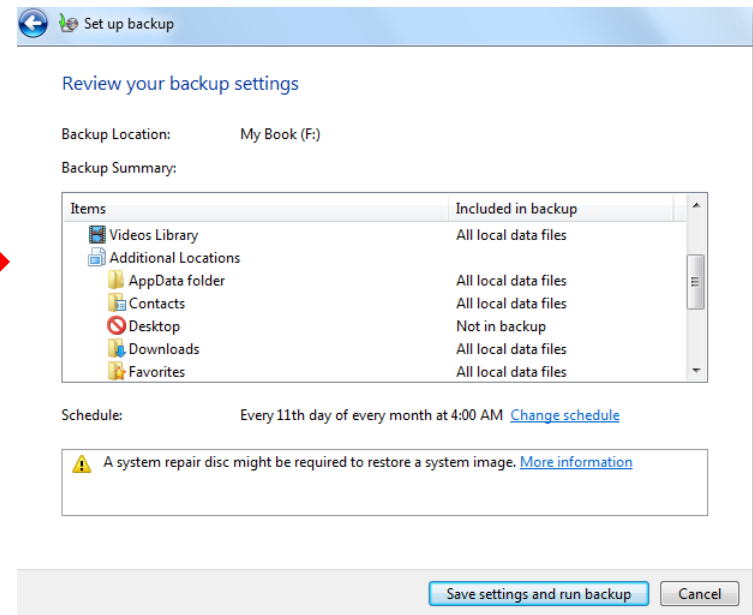 Set up backup
Review your backup settings
Backup Location: My Book (F:)
Backup Summary:
Items Included in backup
Videos Library All local data files
Additional Locations
AppData folder All local data files
Contacts All local data files
Desktop Not in backup
Downloads All local data files
Favorites All local data files
Schedule: Every 11th day of every month at 4:00 AM Change schedule
A system repair disc might be required to restore a system image. More information
Save settings and run backup Cancel